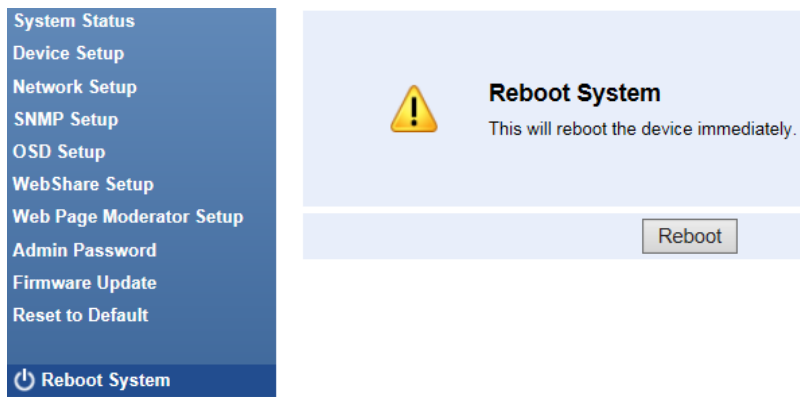 System Status
Device Setup
Network Setup
SNMP Setup
OSD Setup
WebShare Setup
Web Page Moderator Setup
Admin Password
Firmware Update
Reset to Default
Reboot System
Reboot System
This will reboot the device immediately.
Reboot